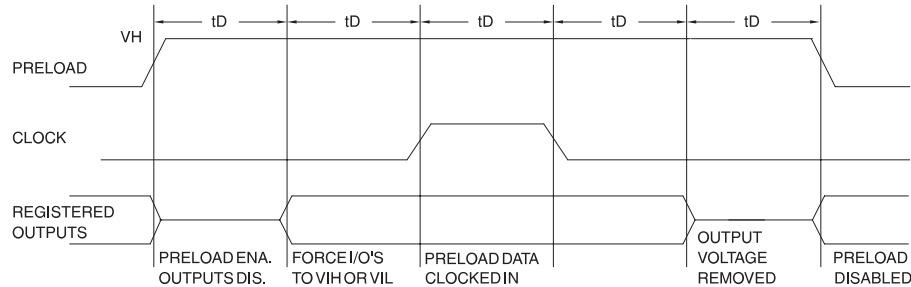 tD tD tD tD tD
VH
PRELOAD
CLOCK
REGISTERED
OUTPUTS
PRELOAD ENA.
OUTPUTS DIS.
FORCE I/O'S
TO VIH OR VIL
PRELOAD DATA
CLOCKED IN
OUTPUT
VOLTAGE
REMOVED
PRELOAD
DISABLED